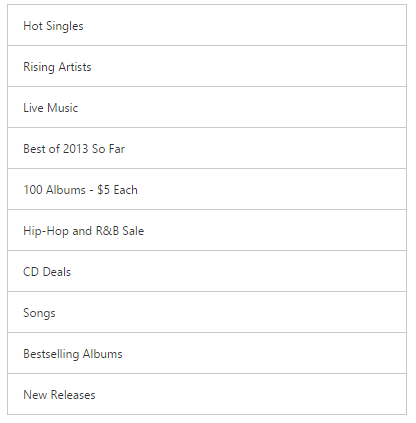 Hot Singles
Rising Artists
Live Music
Best of 2013 So Far
100 Albums - $5 Each
Hip-Hop and R&B Sale
CD Deals
Songs
Bestselling Albums
New Releases